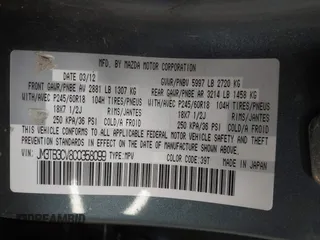 MFD. BY MAZDA MOTOR CORPORATION
DATE 03/12 GVWR/PNBV 5997 LB 2720 KG
FRONT GAWR/PNBE AV 2881 LB 1307 KG REAR GAWR/PNBE AR 3214 LB 1458 KG
WITH/AVEC P245/60R18 104H TIRES/PNEUS WITH/AVEC P245/60R18 104H TIRES/PNEUS
18X7 1/2J RIMS/JANTES 18X7 1/2J RIMS/JANTES
250 KPA/36 PSI COLD/A FROID 250 KPA/36 PSI COLD/A FROID
THIS VEHICLE CONFORMS TO ALL APPLICABLE FEDERAL MOTOR VEHICLE
SAFETY AND THEFT PREVENTION STANDARDS IN EFFECT ON THE DATE OF
MANUFACTURE SHOWN ABOVE.
JM3TB3CV8C0358099 TYPE:MPV COLOR:39T MADE IN JAPAN